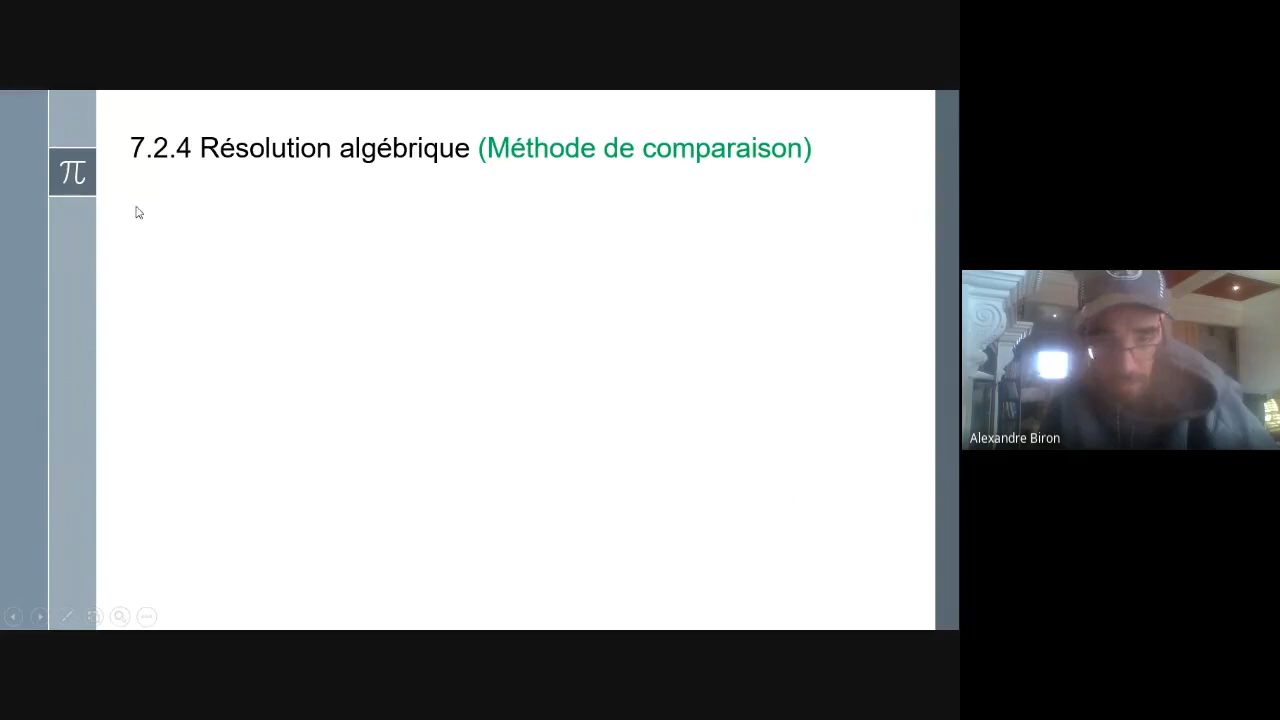 7.2.4 Résolution algébrique (Méthode de comparaison)
π
Alexandre Biron